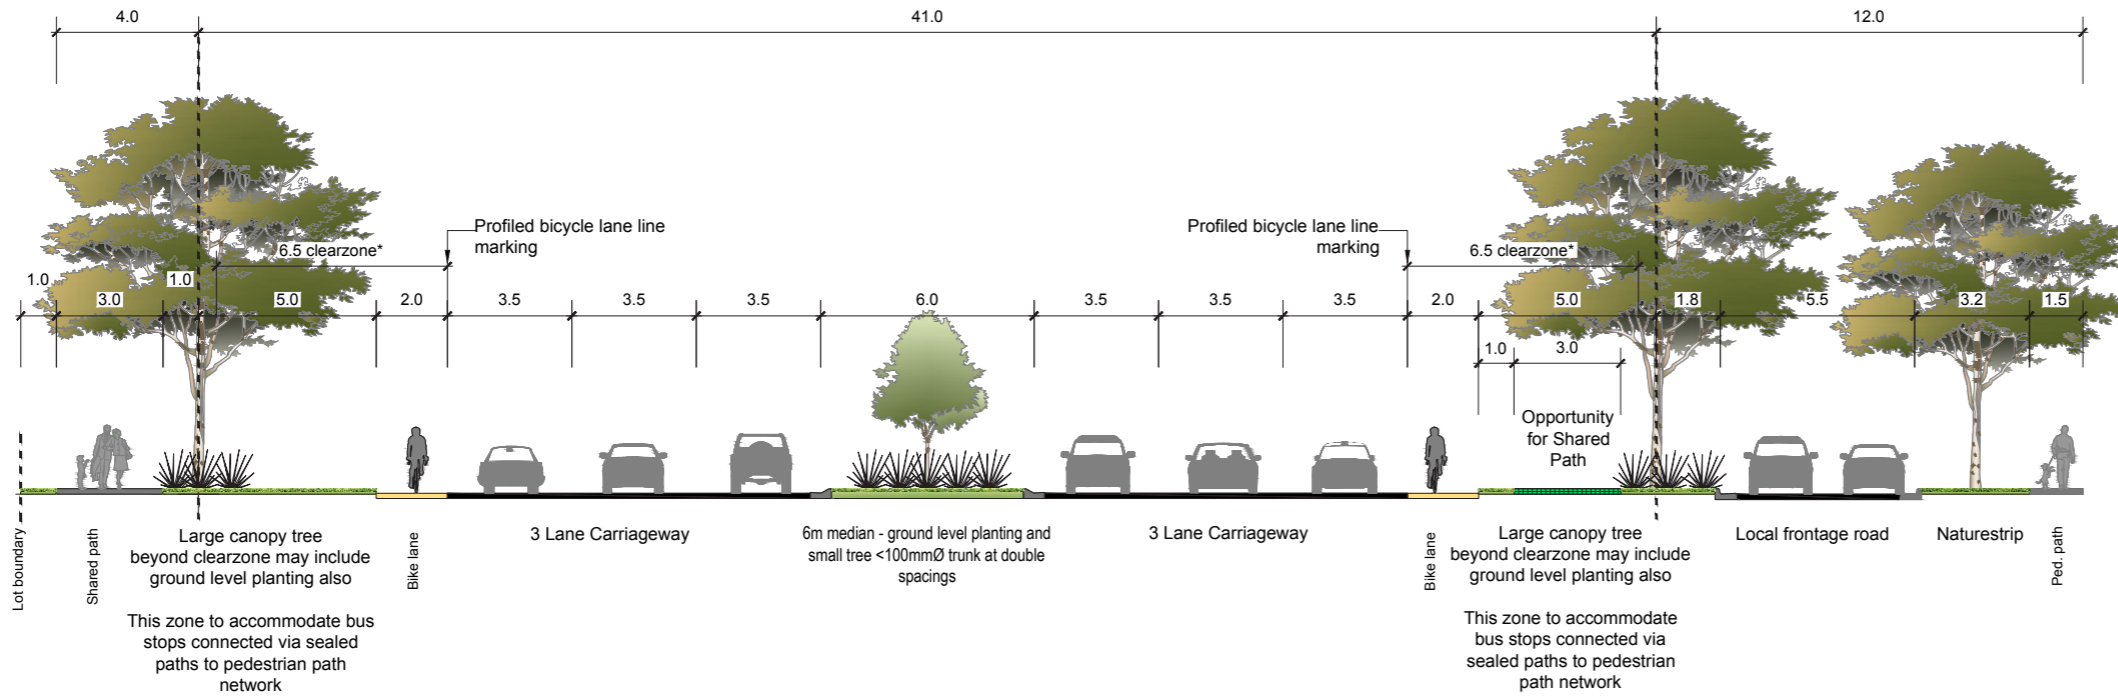 4.0
41.0
12.0
Profiled bicycle lane line
marking
Profiled bicycle lane line
marking
6.5 clearzone*
6.5 clearzone*
1.0
3.0
1.0
5.0
2.0
3.5
3.5
3.5
6.0
3.5
3.5
3.5
2.0
5.0
1.8
5.5
3.2
1.5
1.0
3.0
Opportunity
for Shared
Path
Lot boundary
Shared path
Large canopy tree
beyond clearzone may include
ground level planting also
This zone to accommodate bus
stops connected via sealed
paths to pedestrian path
network
Bike lane
3 Lane Carriageway
6m median - ground level planting and
small tree <100mmØ trunk at double
spacings
3 Lane Carriageway
Bike lane
Large canopy tree
beyond clearzone may include
ground level planting also
This zone to accommodate
bus stops connected via
sealed paths to pedestrian
path network
Local frontage road
Naturestrip
Ped. path